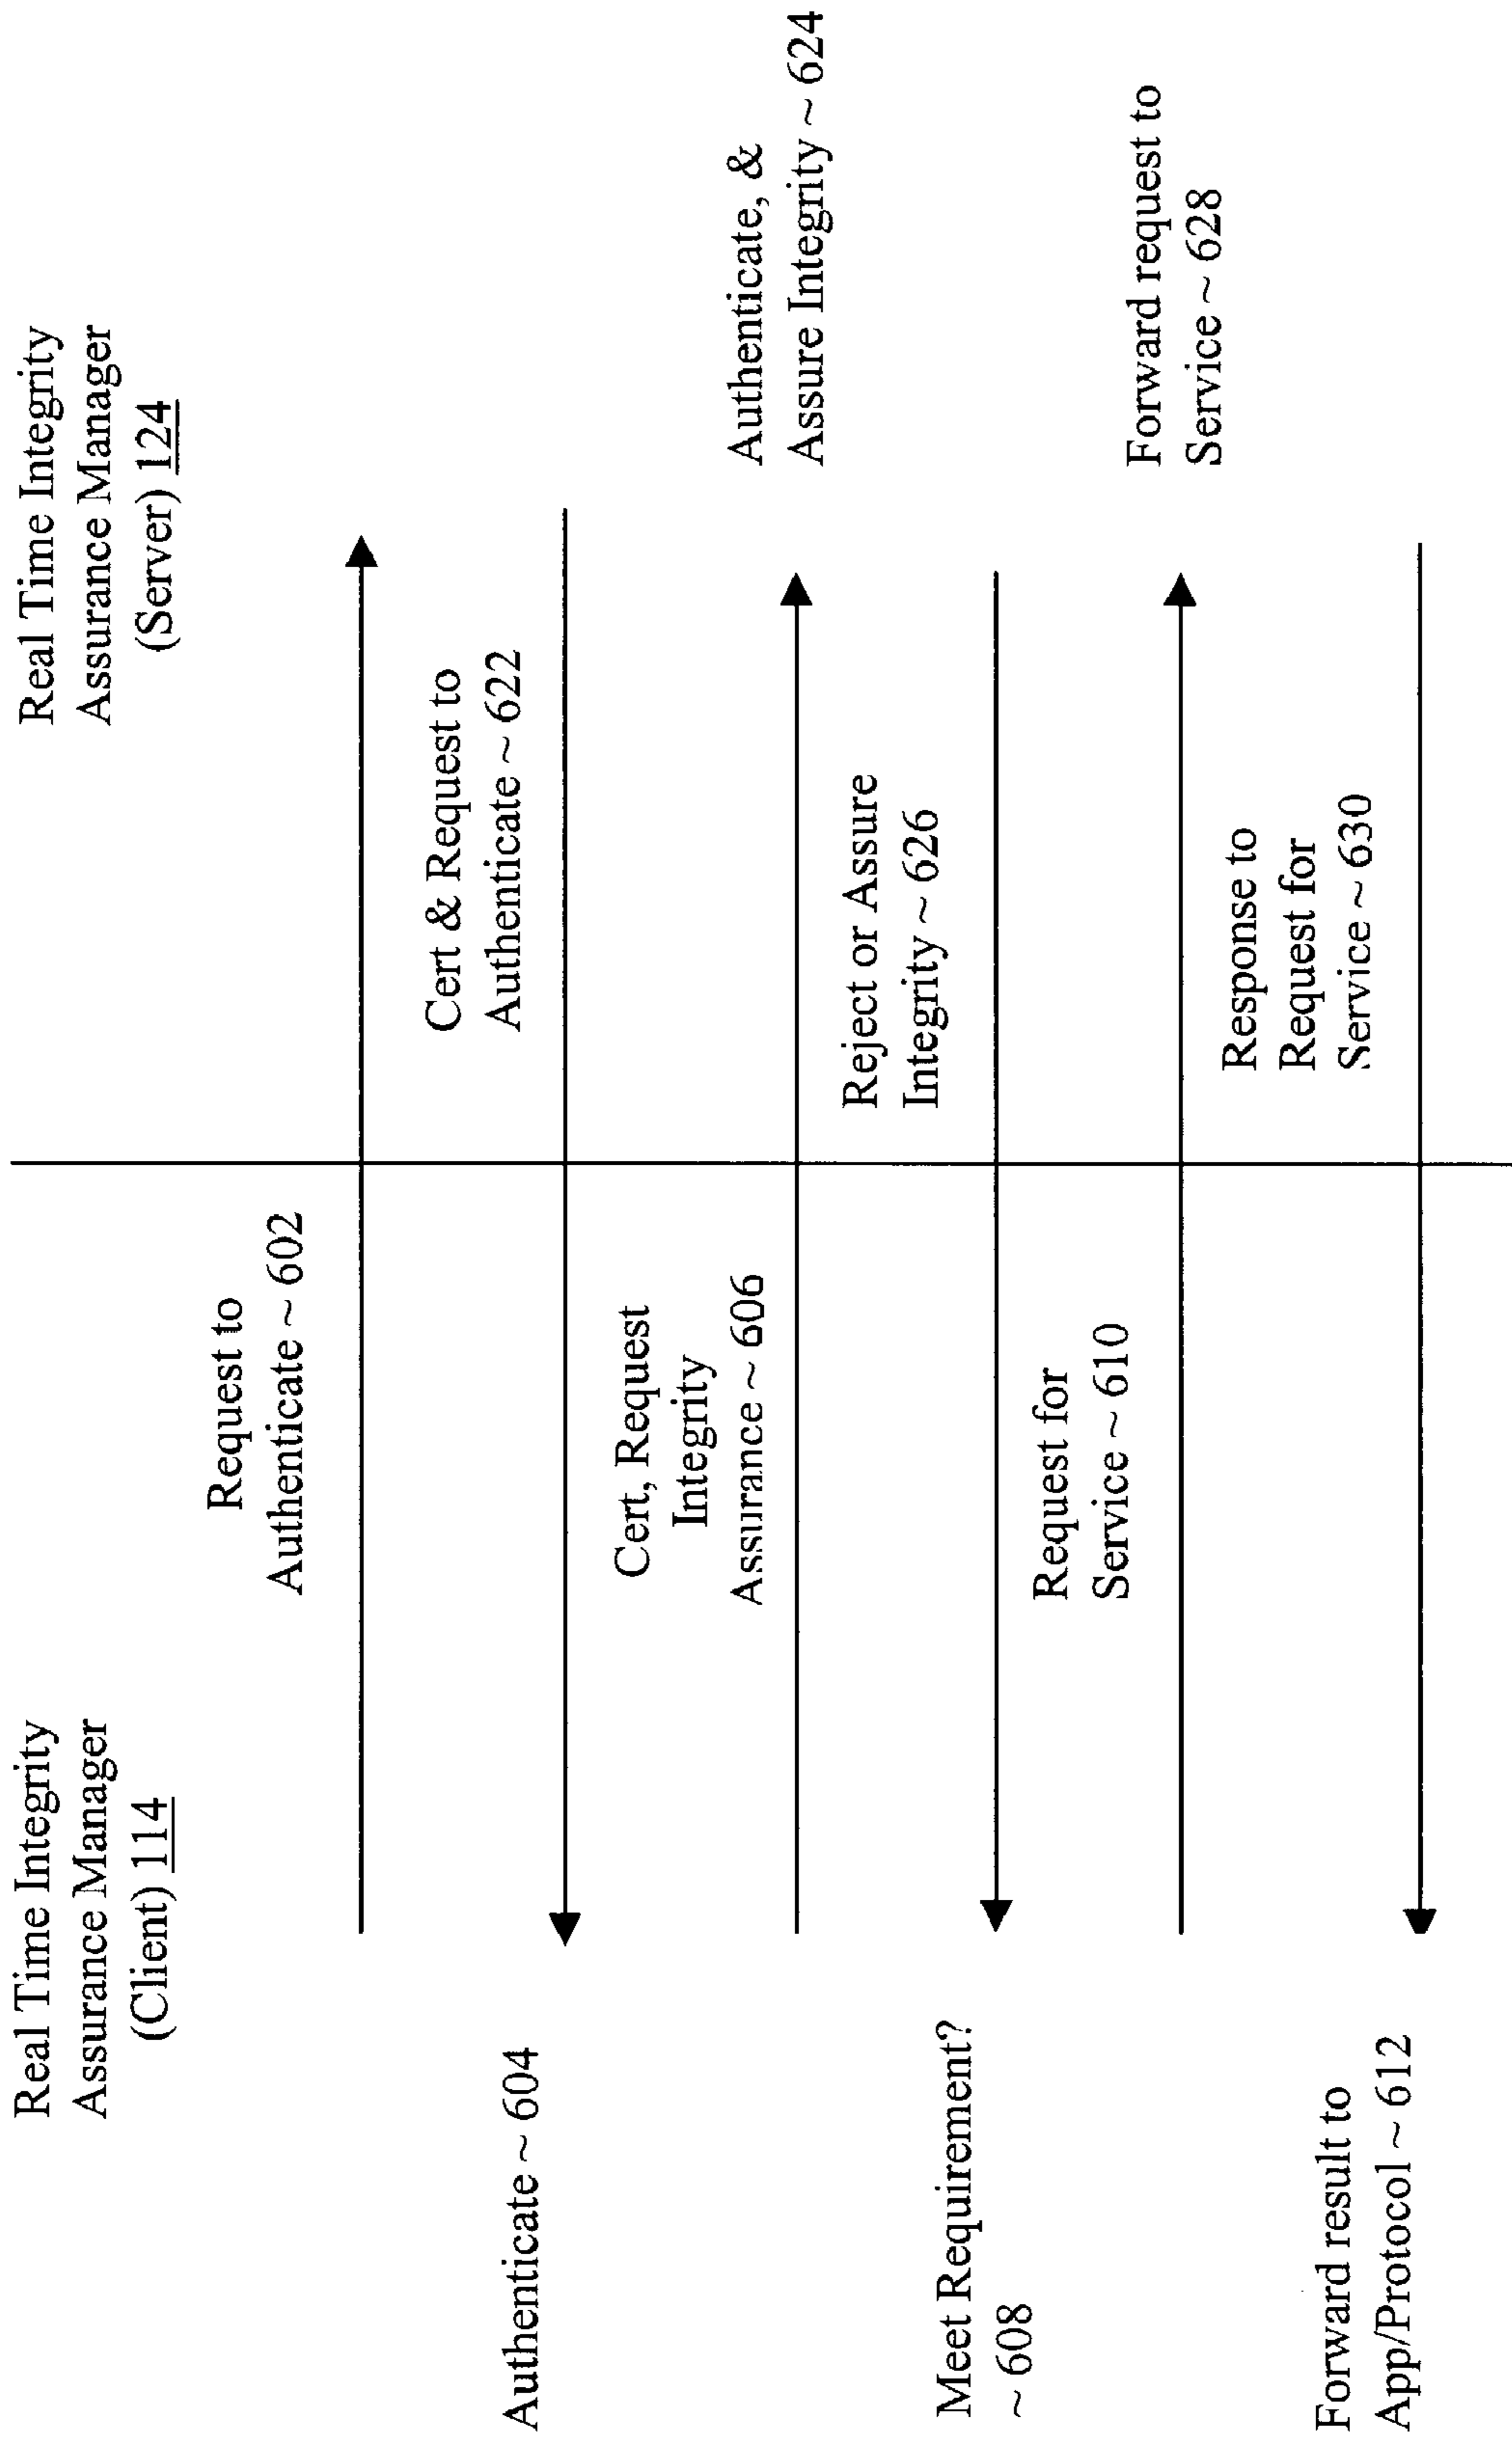 Real Time Integrity
Assurance Manager
(Client) 114
Real Time Integrity
Assurance Manager
(Server) 124
Request to
Authenticate ~ 602
Cert & Request to
Authenticate ~ 622
Authenticate ~ 604
Cert, Request
Integrity
Assurance ~ 606
Authenticate, &
Assure Integrity ~ 624
Reject or Assure
Integrity ~ 626
Meet Requirement?
~ 608
Request for
Service ~ 610
Forward request to
Service ~ 628
Response to
Request for
Service ~ 630
Forward result to
App/Protocol ~ 612